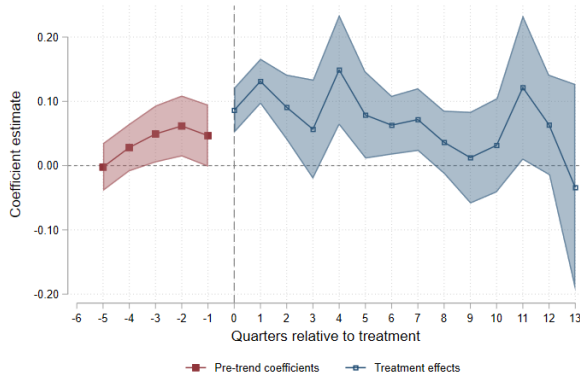 0.20
0.10
0.00
-0.10
-0.20
Coefficient estimate
-6 -5 -4 -3 -2 -1 0 1 2 3 4 5 6 7 8 9 10 11 12 13
Quarters relative to treatment
Pre-trend coefficients Treatment effects